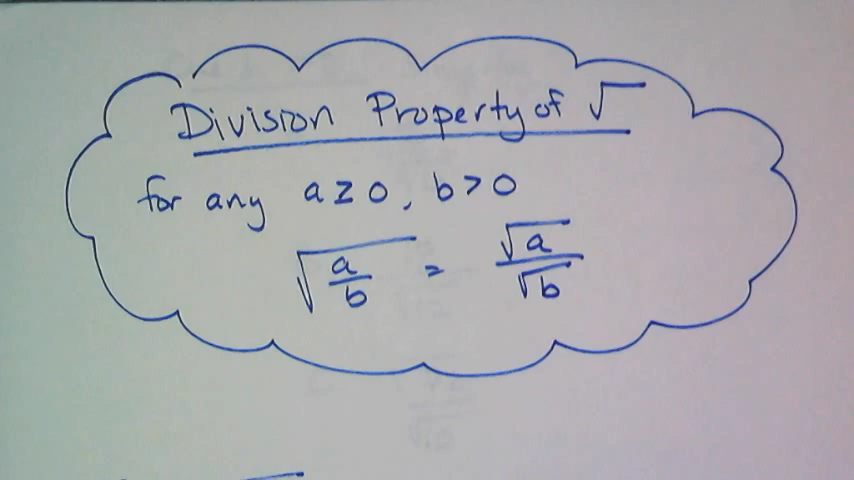 Division Property of √
for any a ≥ 0, b > 0
√(a/b) = √a/√b